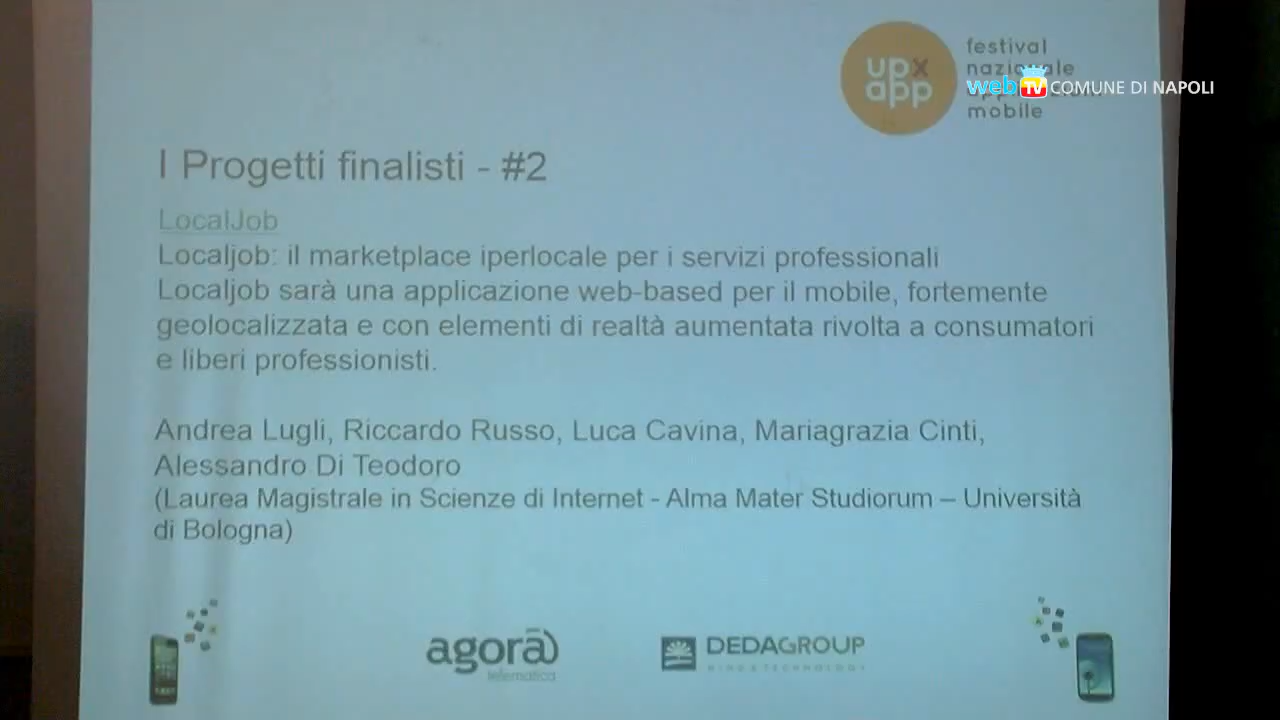 upx
app
festival
mobile
web TV COMUNE DI NAPOLI
I Progetti finalisti - #2
LocalJob
Localjob: il marketplace iperlocale per i servizi professionali
Localjob sarà una applicazione web-based per il mobile, fortemente
geolocalizzata e con elementi di realtà aumentata rivolta a consumatori
e liberi professionisti.
Andrea Lugli, Riccardo Russo, Luca Cavina, Mariagrazia Cinti,
Alessandro Di Teodoro
(Laurea Magistrale in Scienze di Internet - Alma Mater Studiorum – Università
di Bologna)
agorà
telematica
DEDAGROUP